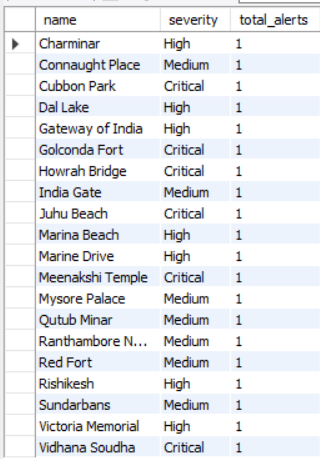 name severity total_alerts
Charminar High 1
Connaught Place Medium 1
Cubbon Park Critical 1
Dal Lake High 1
Gateway of India High 1
Golconda Fort Critical 1
Howrah Bridge Critical 1
India Gate Medium 1
Juhu Beach Critical 1
Marina Beach High 1
Marine Drive High 1
Meenakshi Temple Critical 1
Mysore Palace Medium 1
Qutub Minar Medium 1
Ranthambore N... Medium 1
Red Fort Medium 1
Rishikesh High 1
Sundarbans Medium 1
Victoria Memorial High 1
Vidhana Soudha Critical 1